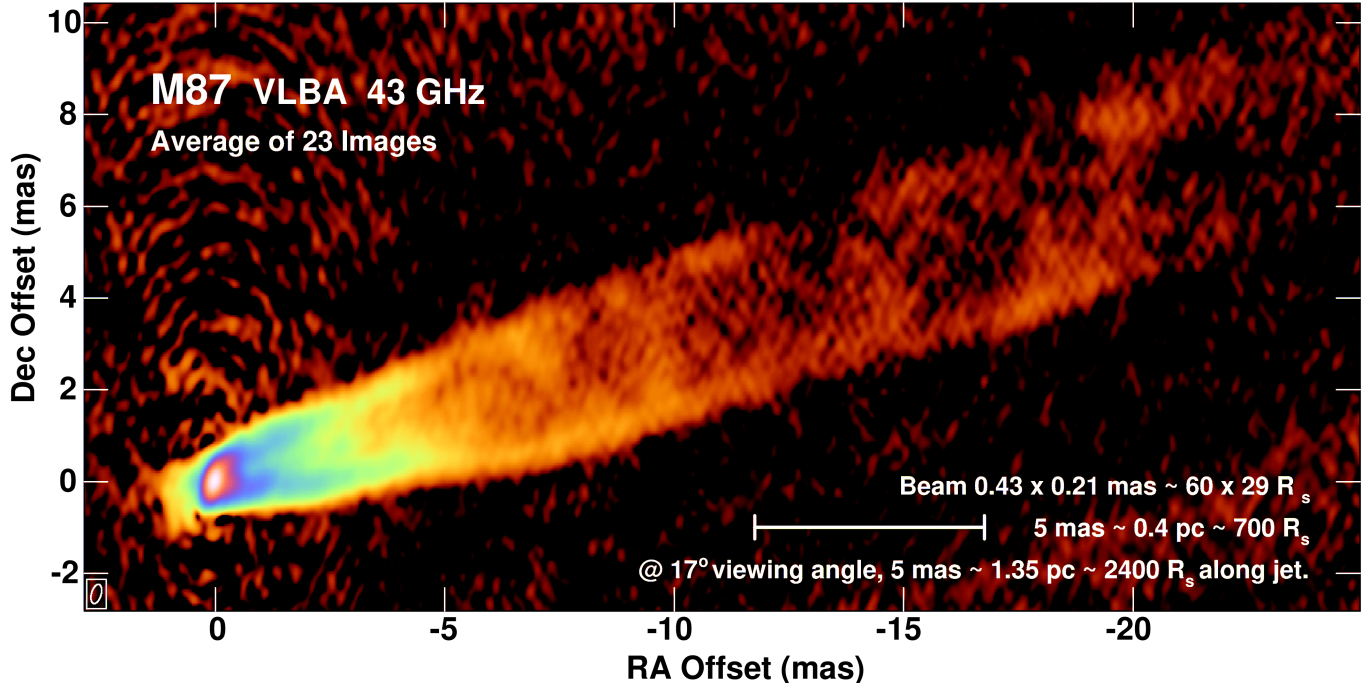 M87 VLBA 43 GHz
Average of 23 Images
10
8
6
4
2
0
-2
Dec Offset (mas)
Beam 0.43 x 0.21 mas ~ 60 x 29 Rs
5 mas ~ 0.4 pc ~ 700 Rs
@ 17° viewing angle, 5 mas ~ 1.35 pc ~ 2400 Rs along jet.
0 -5 -10 -15 -20
RA Offset (mas)